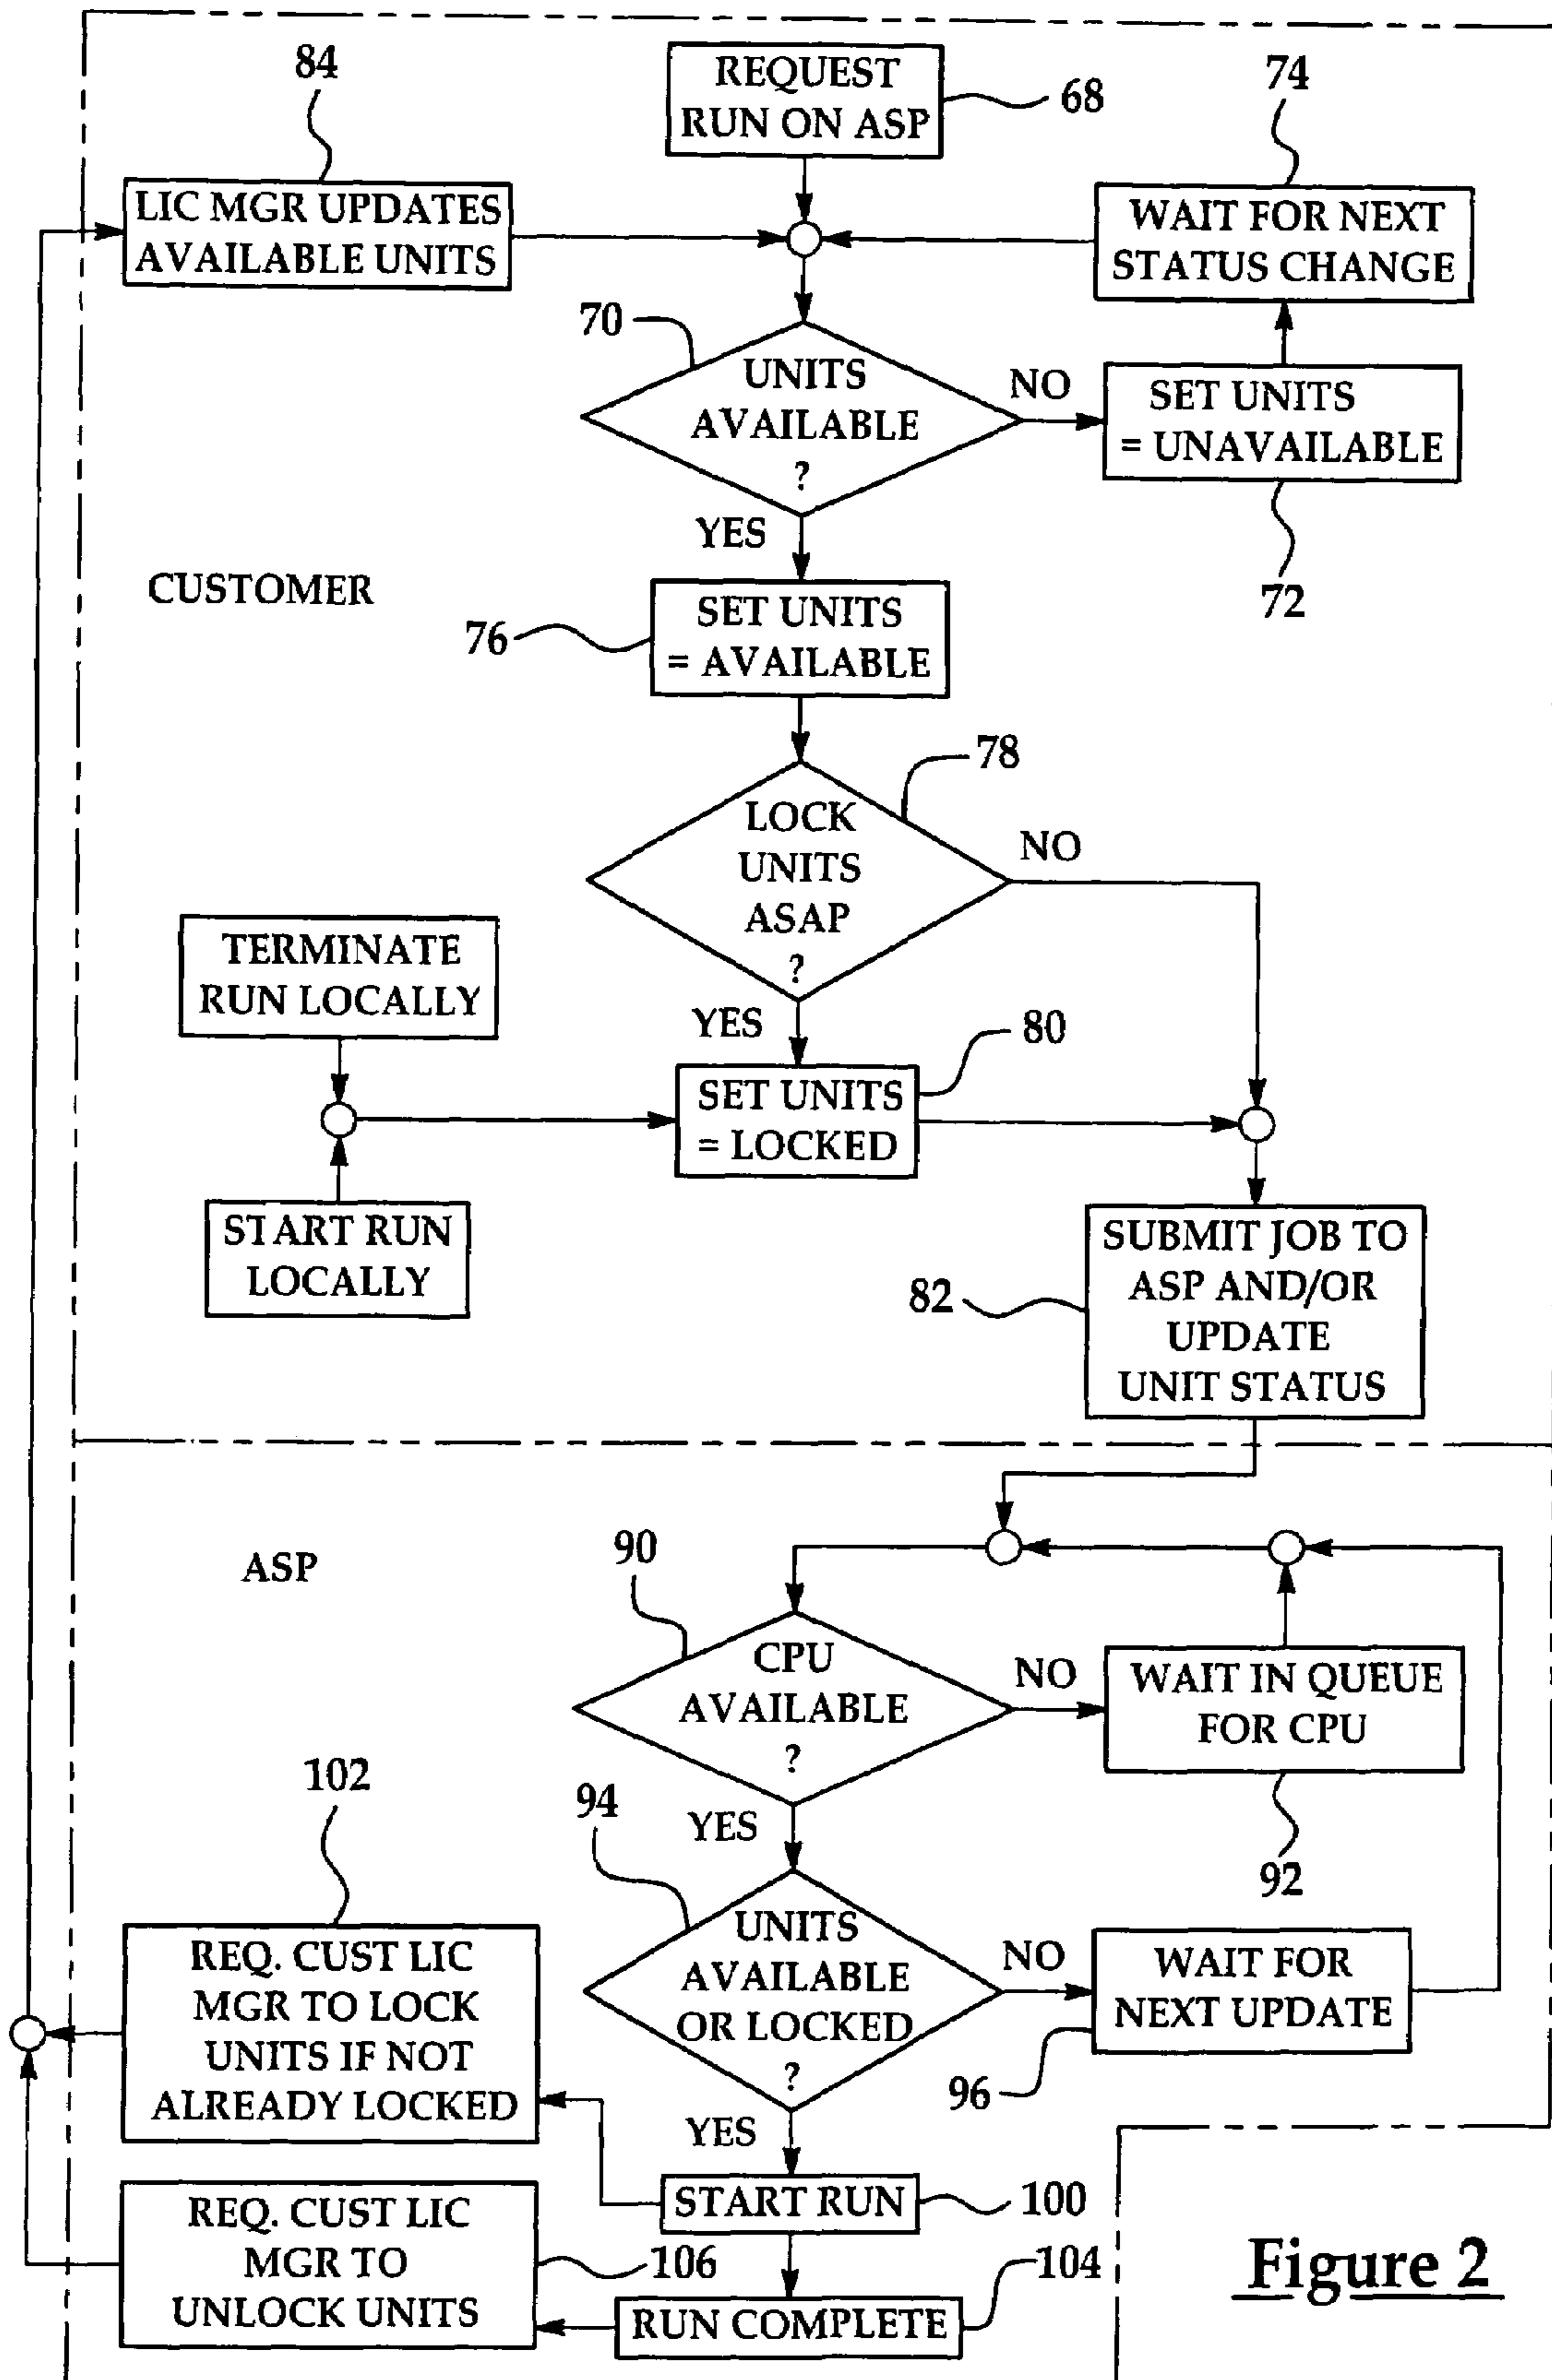 84
REQUEST
RUN ON ASP
68
74
LIC MGR UPDATES
AVAILABLE UNITS
WAIT FOR NEXT
STATUS CHANGE
70
UNITS
AVAILABLE
?
NO
SET UNITS
= UNAVAILABLE
72
YES
CUSTOMER
76
SET UNITS
= AVAILABLE
78
LOCK
UNITS
ASAP
?
NO
TERMINATE
RUN LOCALLY
YES
80
SET UNITS
= LOCKED
START RUN
LOCALLY
82
SUBMIT JOB TO
ASP AND/OR
UPDATE
UNIT STATUS
ASP
90
CPU
AVAILABLE
?
NO
WAIT IN QUEUE
FOR CPU
92
YES
102
94
UNITS
AVAILABLE
OR LOCKED
?
NO
WAIT FOR
NEXT UPDATE
96
REQ. CUST LIC
MGR TO LOCK
UNITS IF NOT
ALREADY LOCKED
YES
START RUN
100
REQ. CUST LIC
MGR TO
UNLOCK UNITS
106
104
RUN COMPLETE
Figure 2